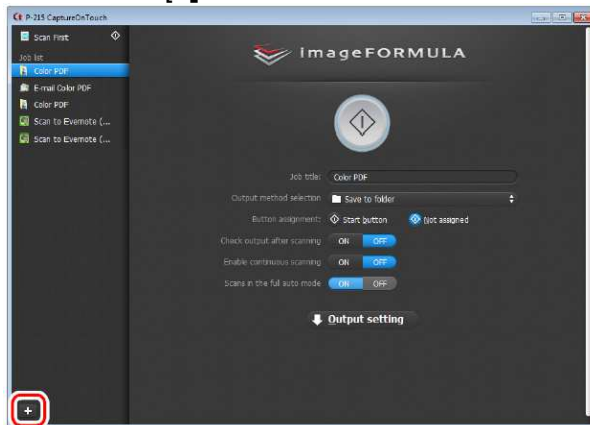 P-215 CaptureOnTouch
Scan First
Job list
Color PDF
E-mail Color PDF
Color PDF
Scan to Evernote (...
Scan to Evernote (...
imageFORMULA
Job title: Color PDF
Output method selection Save to folder
Button assignment: Start button Not assigned
Check output after scanning ON OFF
Enable continuous scanning ON OFF
Scans in the full auto mode ON OFF
Output setting
+